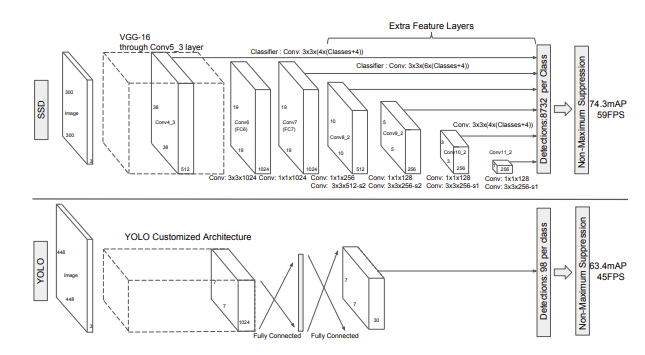 Extra Feature Layers
VGG-16
through Conv5_3 layer
Classifier : Conv: 3x3x(4x(Classes+4))
Classifier : Conv: 3x3x(6x(Classes+4))
SSD
300
Image
300
3
38
Conv4_3
38
512
19
Conv6
(FC6)
19
1024
19
Conv7
(FC7)
19
1024
10
Conv8_2
10
512
5
Conv9_2
5
256
Conv: 3x3x(4x(Classes+4))
3
Conv10_2
3
256
Conv11_2
256
Detections:8732 per Class
Non-Maximum Suppression
74.3mAP
59FPS
Conv: 3x3x1024
Conv: 1x1x1024
Conv: 1x1x256
Conv: 3x3x512-s2
Conv: 1x1x128
Conv: 3x3x256-s2
Conv: 1x1x128
Conv: 3x3x256-s1
Conv: 1x1x128
Conv: 3x3x256-s1
YOLO
YOLO Customized Architecture
448
Image
448
3
7
7
1024
Fully Connected
Fully Connected
7
7
30
Detections: 98 per class
Non-Maximum Suppression
63.4mAP
45FPS